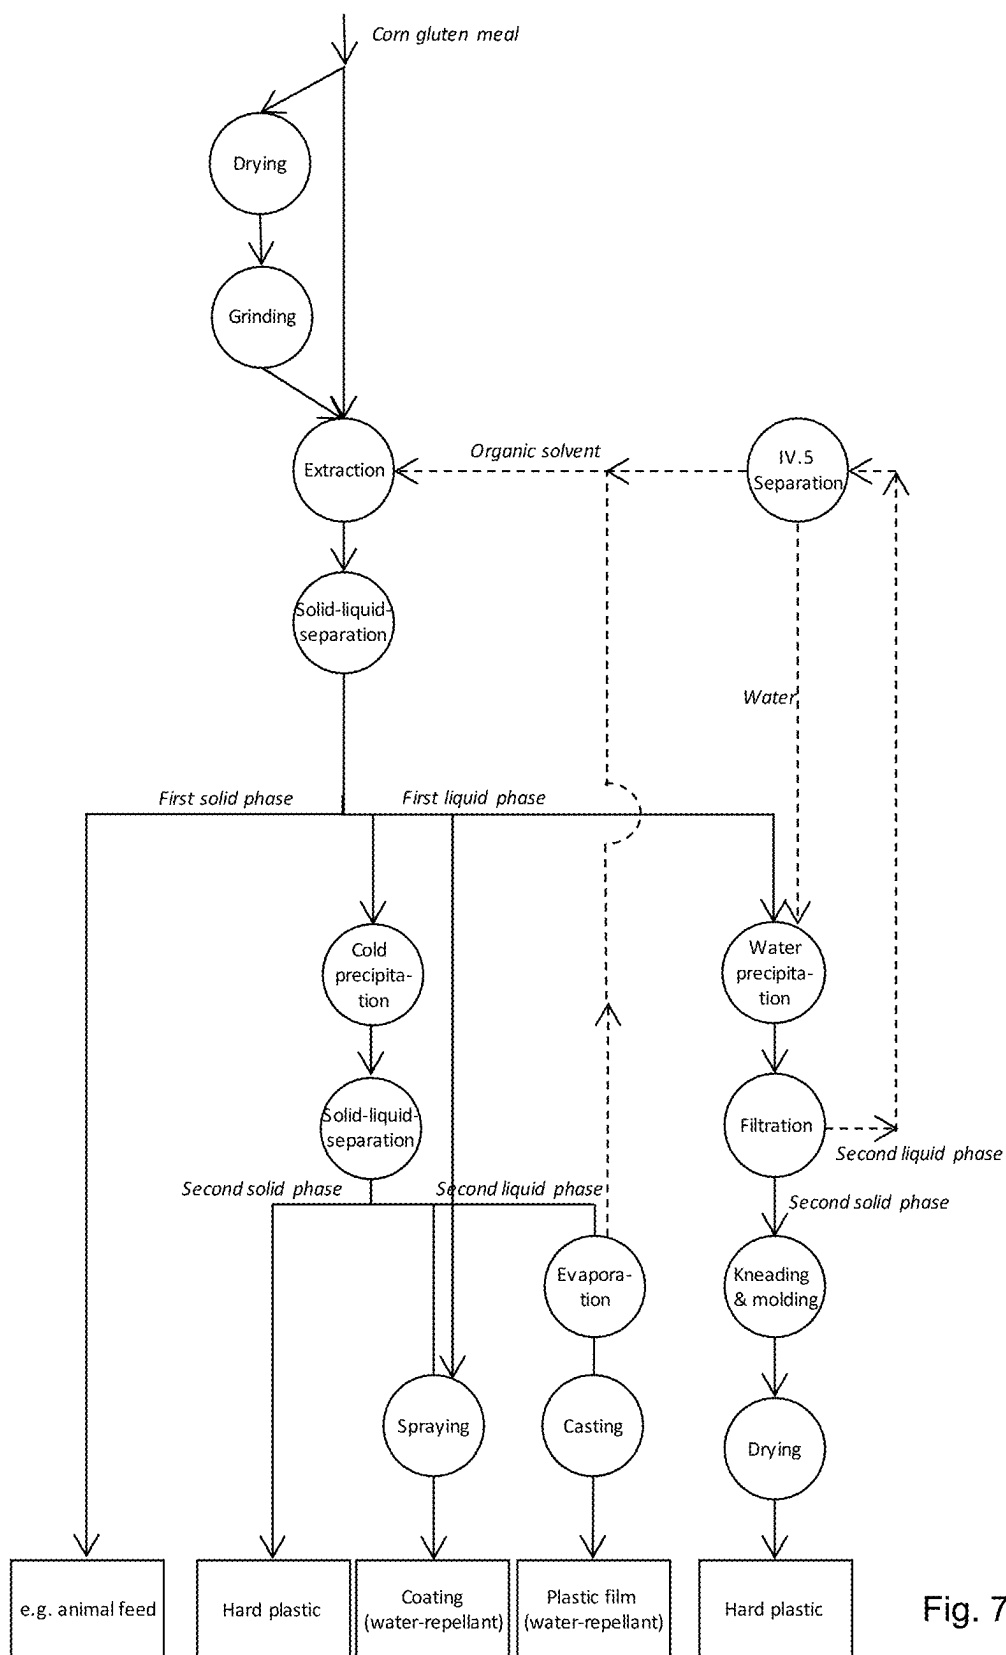 Corn gluten meal
Drying
Grinding
Organic solvent
Extraction
IV.5
Separation
Solid-liquid-
separation
Water
First solid phase
First liquid phase
Cold
precipita-
tion
Water
precipita-
tion
Solid-liquid-
separation
Filtration
Second liquid phase
Second solid phase
Second liquid phase
Second solid phase
Evapora-
tion
Kneading
& molding
Spraying
Casting
Drying
e.g. animal feed
Hard plastic
Coating
(water-repellant)
Plastic film
(water-repellant)
Hard plastic
Fig. 7